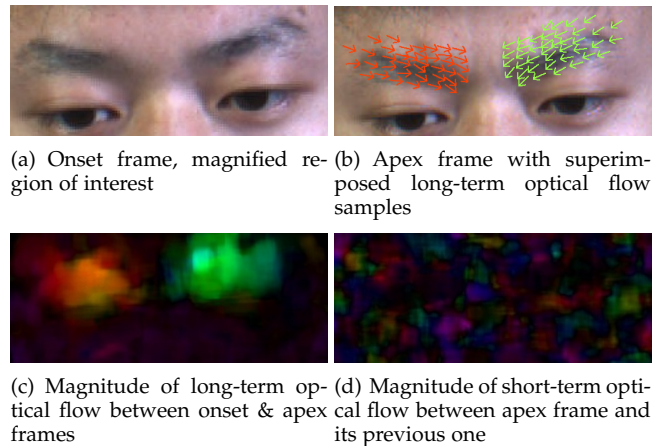 (a) Onset frame, magnified re-
gion of interest
(b) Apex frame with superim-
posed long-term optical flow
samples
(c) Magnitude of long-term op-
tical flow between onset & apex
frames
(d) Magnitude of short-term opti-
cal flow between apex frame and
its previous one